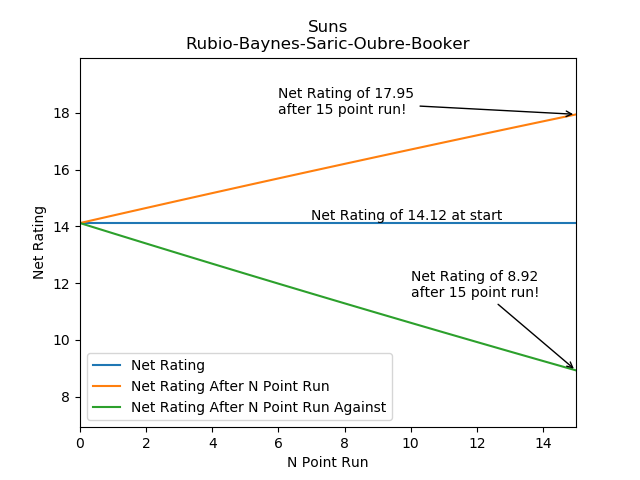 Suns
Rubio-Baynes-Saric-Oubre-Booker
Net Rating of 17.95
after 15 point run!
Net Rating of 14.12 at start
Net Rating of 8.92
after 15 point run!
Net Rating
18
16
14
12
10
8
Net Rating
Net Rating After N Point Run
Net Rating After N Point Run Against
0 2 4 6 8 10 12 14
N Point Run